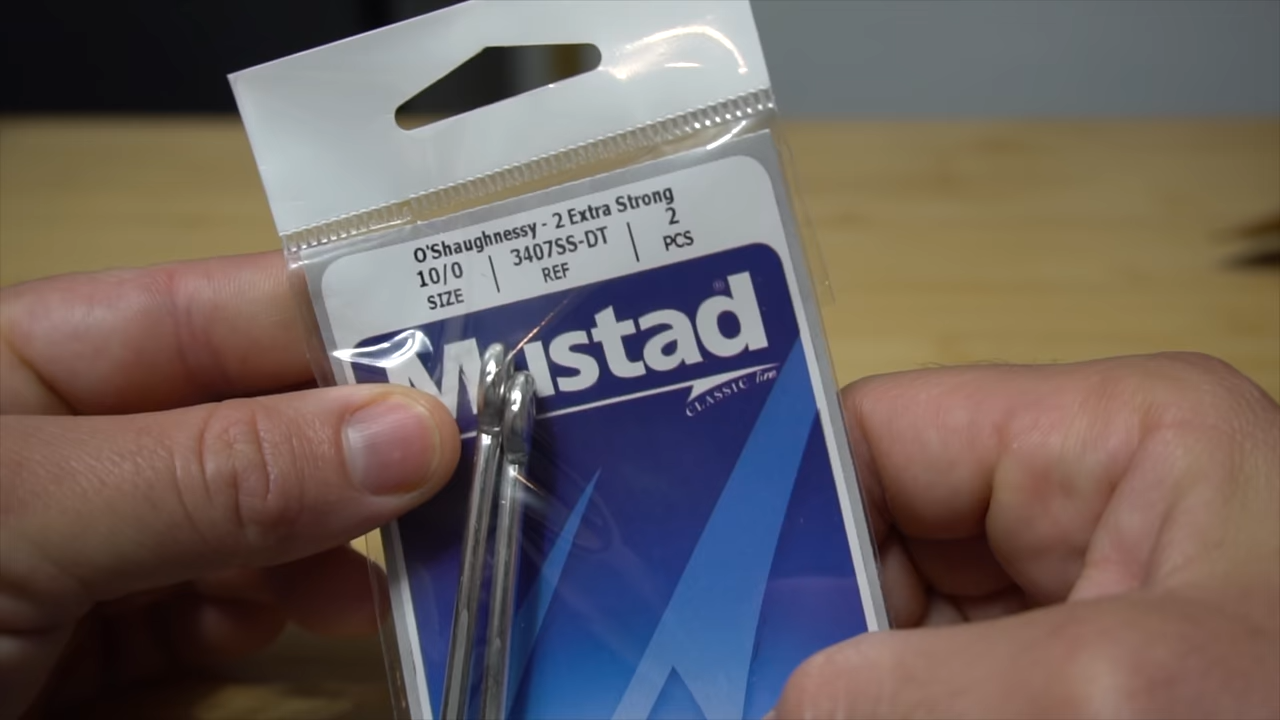 O'Shaughnessy - 2 Extra Strong
10/0 | 3407SS-DT | 2
SIZE REF PCS
Mustad®
CLASSIC line